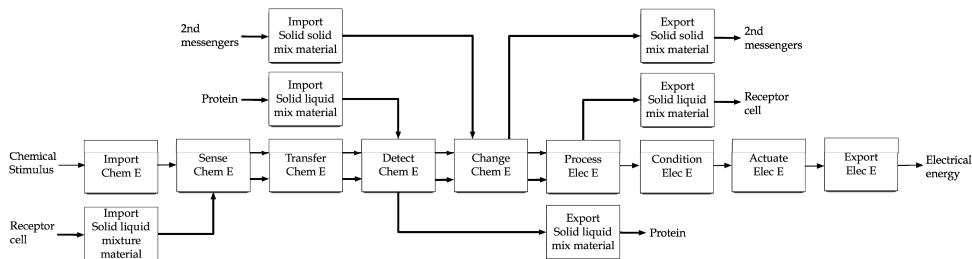 2nd
messengers
Import
Solid solid
mix material
Export
Solid solid
mix material
2nd
messengers
Protein
Import
Solid liquid
mix material
Export
Solid liquid
mix material
Receptor
cell
Chemical
Stimulus
Import
Chem E
Sense
Chem E
Transfer
Chem E
Detect
Chem E
Change
Chem E
Process
Elec E
Condition
Elec E
Actuate
Elec E
Export
Elec E
Electrical
energy
Receptor
cell
Import
Solid liquid
mixture
material
Export
Solid liquid
mix material
Protein